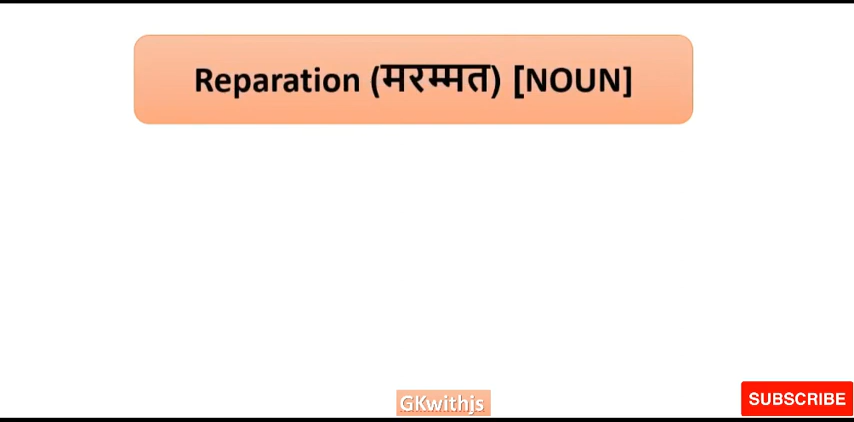 Reparation (मरम्मत) [NOUN]
GKwithjs
SUBSCRIBE